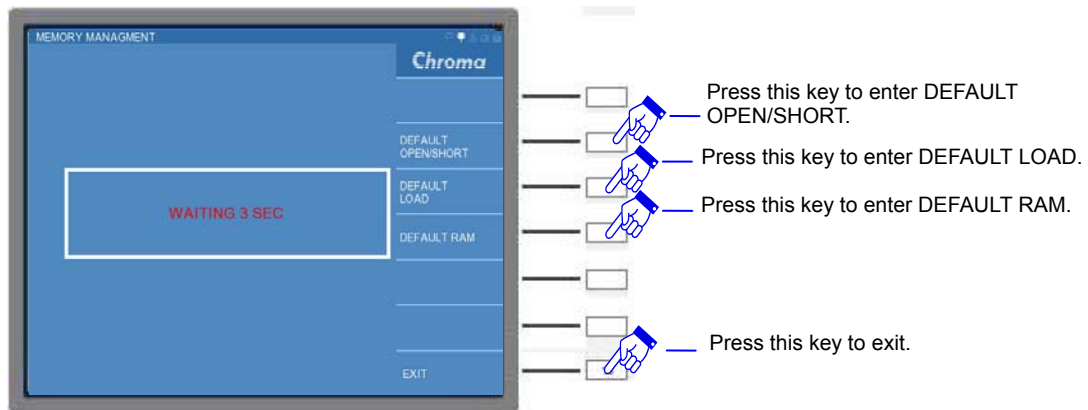 MEMORY MANAGMENT
Chroma
DEFAULT
OPEN/SHORT
DEFAULT
LOAD
DEFAULT RAM
WAITING 3 SEC
EXIT
Press this key to enter DEFAULT
OPEN/SHORT.
Press this key to enter DEFAULT LOAD.
Press this key to enter DEFAULT RAM.
Press this key to exit.